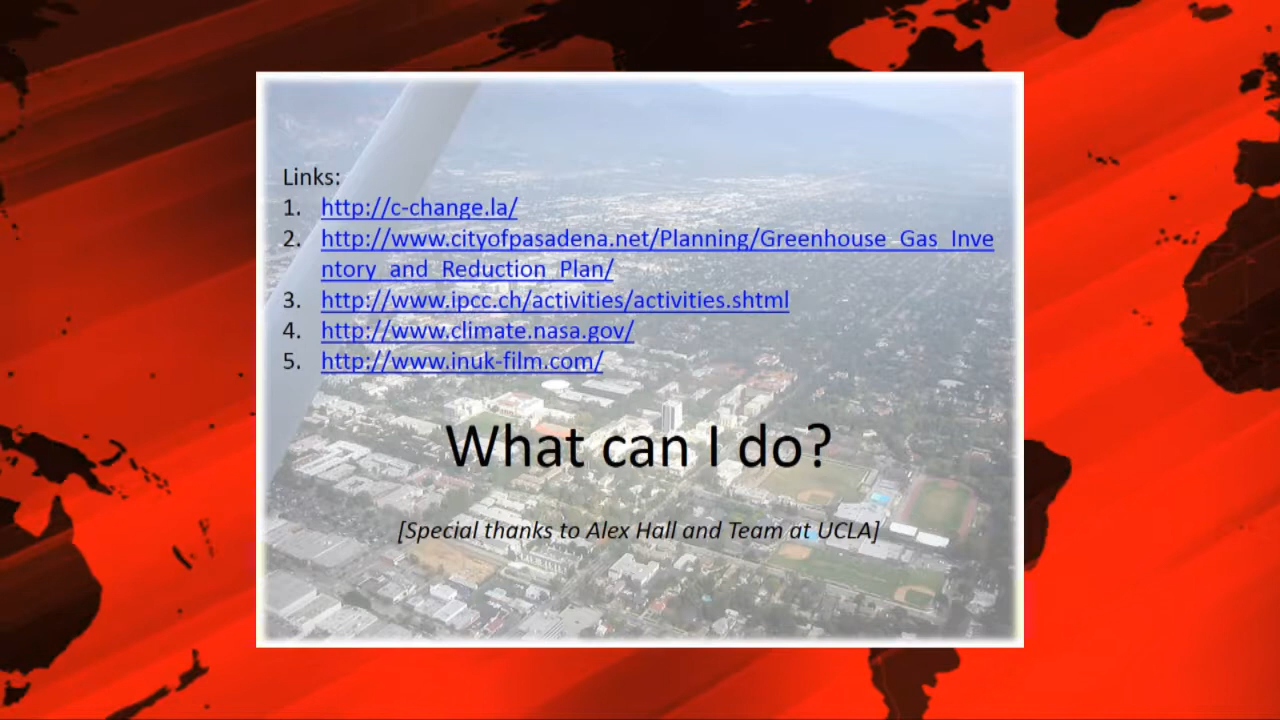 Links:
1. http://c-change.la/
2. http://www.cityofpasadena.net/Planning/Greenhouse_Gas_Inve
ntory_and_Reduction_Plan/
3. http://www.ipcc.ch/activities/activities.shtml
4. http://www.climate.nasa.gov/
5. http://www.inuk-film.com/
What can I do?
[Special thanks to Alex Hall and Team at UCLA]